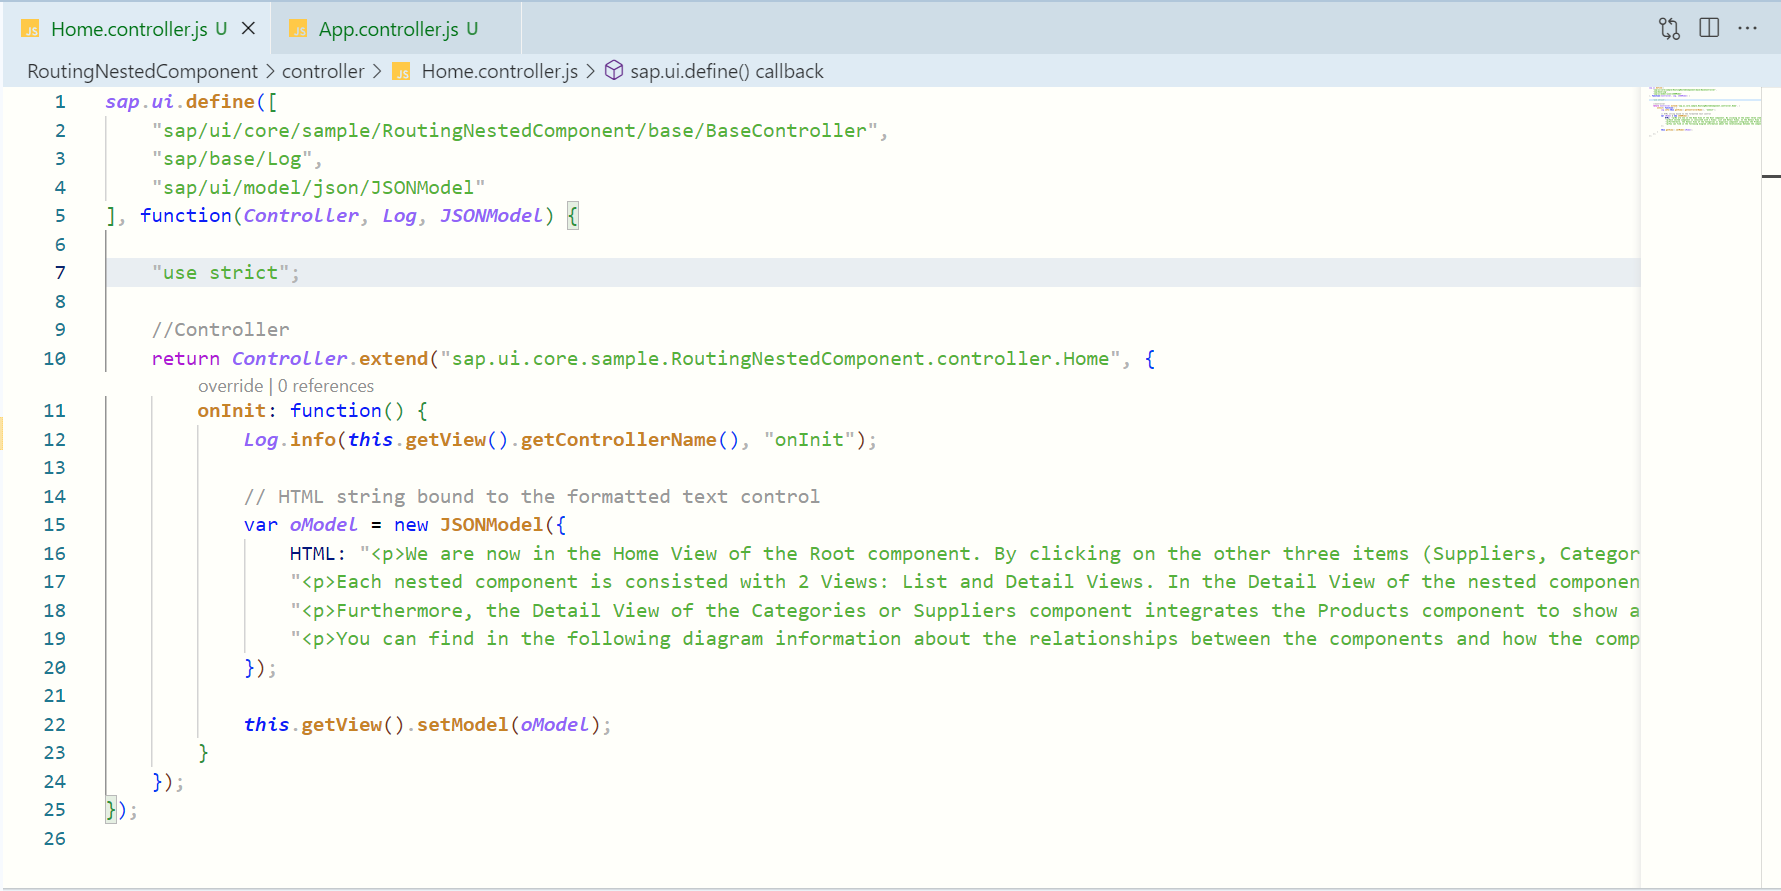 JS Home.controller.js U × JS App.controller.js U ···
RoutingNestedComponent > controller > JS Home.controller.js > sap.ui.define() callback
1 sap.ui.define([
2 "sap/ui/core/sample/RoutingNestedComponent/base/BaseController",
3 "sap/base/Log",
4 "sap/ui/model/json/JSONModel"
5 ], function(Controller, Log, JSONModel) {
6
7 "use strict";
8
9 //Controller
10 return Controller.extend("sap.ui.core.sample.RoutingNestedComponent.controller.Home", {
override | 0 references
11 onInit: function() {
12 Log.info(this.getView().getControllerName(), "onInit");
13
14 // HTML string bound to the formatted text control
15 var oModel = new JSONModel({
16 HTML: "<p>We are now in the Home View of the Root component. By clicking on the other three items (Suppliers, Categor
17 "<p>Each nested component is consisted with 2 Views: List and Detail Views. In the Detail View of the nested componen
18 "<p>Furthermore, the Detail View of the Categories or Suppliers component integrates the Products component to show a
19 "<p>You can find in the following diagram information about the relationships between the components and how the comp
20 });
21
22 this.getView().setModel(oModel);
23 }
24 });
25 });
26